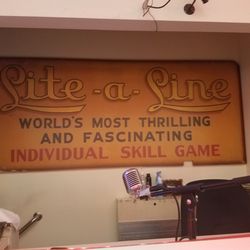 Lite-a-Line
WORLD'S MOST THRILLING
AND FASCINATING
INDIVIDUAL SKILL GAME